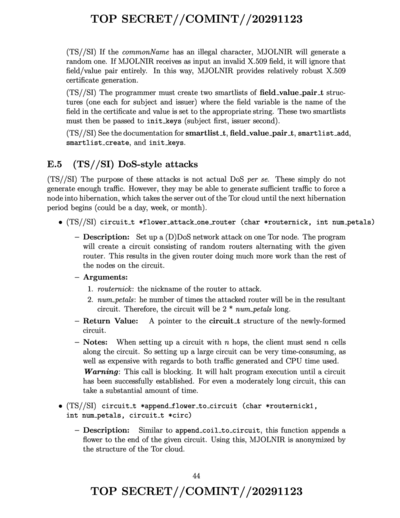 TOP SECRET//COMINT//20291123
(TS//SI) If the commonName has an illegal character, MJOLNIR will generate a
random one. If MJOLNIR receives as input an invalid X.509 field, it will ignore that
field/value pair entirely. In this way, MJOLNIR provides relatively robust X.509
certificate generation.
(TS//SI) The programmer must create two smartlists of field_value_pair_t struc-
tures (one each for subject and issuer) where the field variable is the name of the
field in the certificate and value is set to the appropriate string. These two smartlists
must then be passed to init_keys (subject first, issuer second).
(TS//SI) See the documentation for smartlist_t, field_value_pair_t, smartlist_add,
smartlist_create, and init_keys.
E.5 (TS//SI) DoS-style attacks
(TS//SI) The purpose of these attacks is not actual DoS per se. These simply do not
generate enough traffic. However, they may be able to generate sufficient traffic to force a
node into hibernation, which takes the server out of the Tor cloud until the next hibernation
period begins (could be a day, week, or month).
• (TS//SI) circuit_t *flower_attack_one_router (char *routernick, int num_petals)
– Description: Set up a (D)DoS network attack on one Tor node. The program
will create a circuit consisting of random routers alternating with the given
router. This results in the given router doing much more work than the rest of
the nodes on the circuit.
– Arguments:
1. routernick: the nickname of the router to attack.
2. num_petals: he number of times the attacked router will be in the resultant
circuit. Therefore, the circuit will be 2 * num_petals long.
– Return Value: A pointer to the circuit_t structure of the newly-formed
circuit.
– Notes: When setting up a circuit with n hops, the client must send n cells
along the circuit. So setting up a large circuit can be very time-consuming, as
well as expensive with regards to both traffic generated and CPU time used.
Warning: This call is blocking. It will halt program execution until a circuit
has been successfully established. For even a moderately long circuit, this can
take a substantial amount of time.
• (TS//SI) circuit_t *append_flower_to_circuit (char *routernick1,
int num_petals, circuit_t *circ)
– Description: Similar to append_coil_to_circuit, this function appends a
flower to the end of the given circuit. Using this, MJOLNIR is anonymized by
the structure of the Tor cloud.
44
TOP SECRET//COMINT//20291123